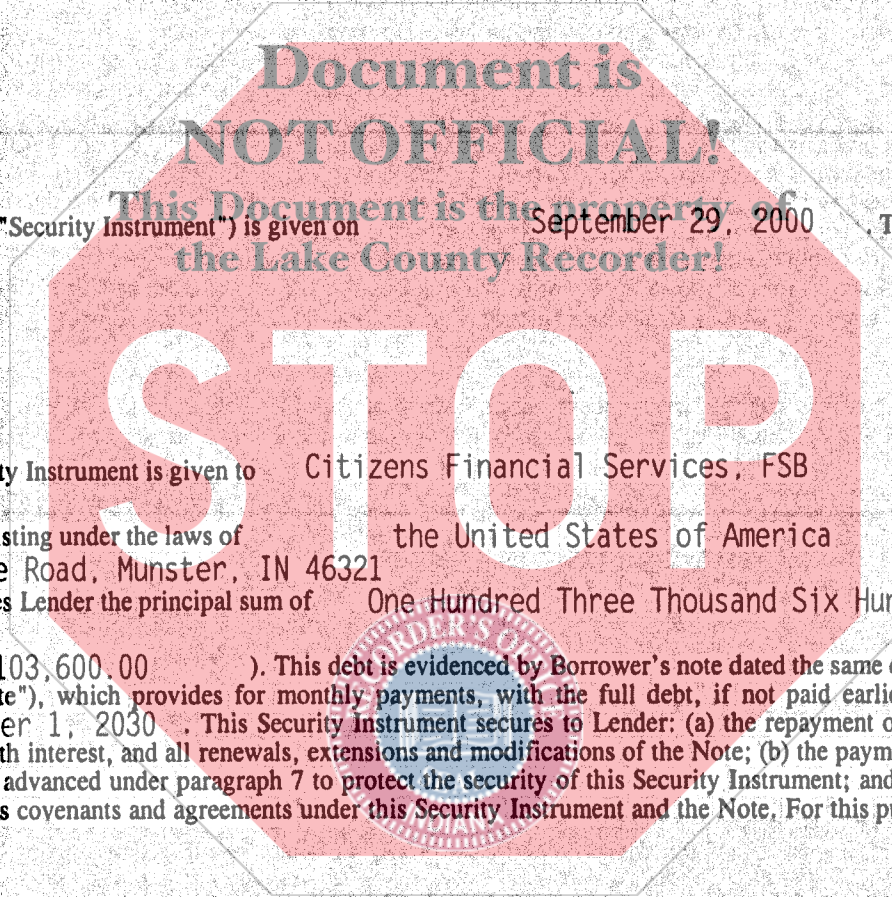 Document is
NOT OFFICIAL!
This Document is the property of
"Security Instrument") is given on September 29, 2000 . T
the Lake County Recorder!
STOP
ty Instrument is given to Citizens Financial Services, FSB
sting under the laws of the United States of America
e Road, Munster, IN 46321
es Lender the principal sum of One Hundred Three Thousand Six Hun
103,600.00 ). This debt is evidenced by Borrower's note dated the same
te"), which provides for monthly payments, with the full debt, if not paid earli
er 1, 2030 . This Security Instrument secures to Lender: (a) the repayment o
th interest, and all renewals, extensions and modifications of the Note; (b) the paym
advanced under paragraph 7 to protect the security of this Security Instrument; and
s covenants and agreements under this Security Instrument and the Note. For this pu
RECORDER'S OFFICE
INDIANA